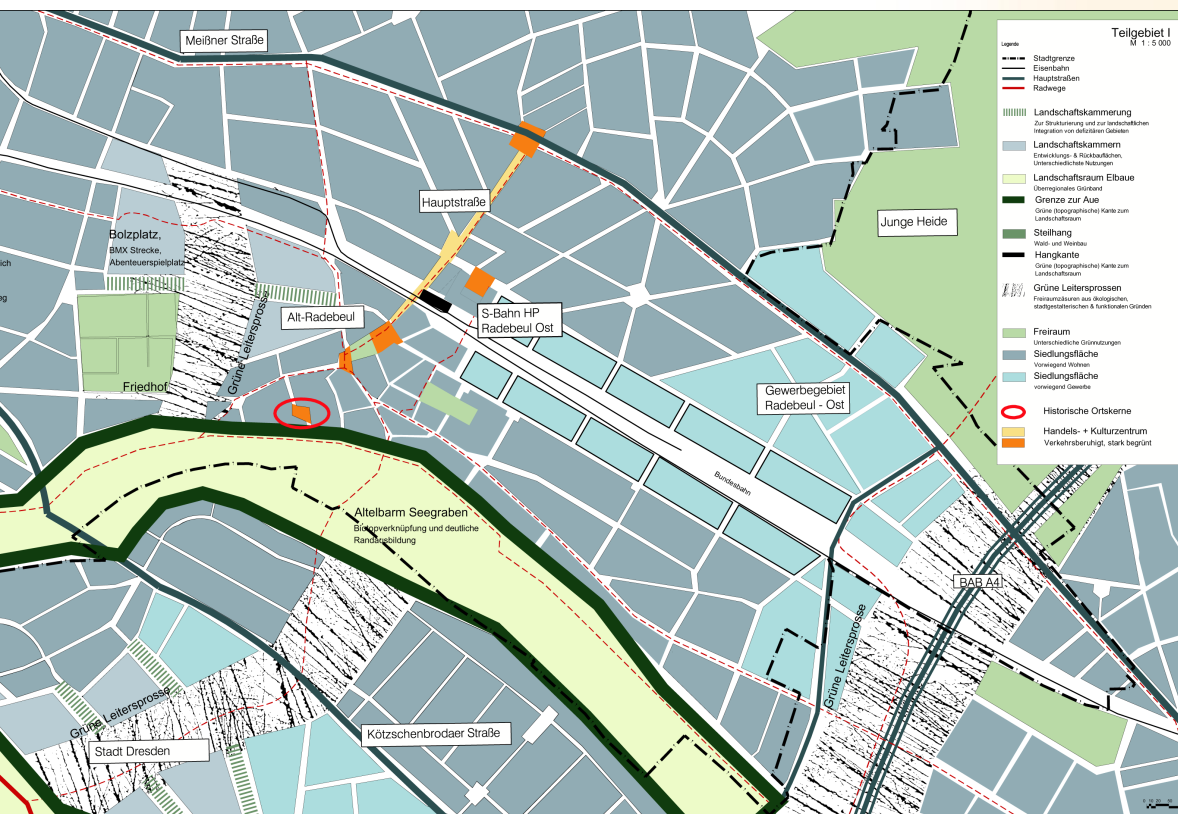 Meißner Straße
Hauptstraße
Junge Heide
Bolzplatz,
BMX Strecke,
Abenteuerspielplatz
Alt-Radebeul
S-Bahn HP
Radebeul Ost
Grüne Leitersprosse
Friedhof
Gewerbegebiet
Radebeul - Ost
Bundesbahn
Altelbarm Seegraben
Biotopverknüpfung und deutliche
Randausbildung
BAB A4
Grüne Leitersprosse
Grüne Leitersprosse
Stadt Dresden
Kötzschenbrodaer Straße
Teilgebiet I
M 1 : 5 000
Legende
Stadtgrenze
Eisenbahn
Hauptstraßen
Radwege
Landschaftskammerung
Zur Strukturierung und zur landschaftlichen
Integration von defizitären Gebieten
Landschaftskammern
Entwicklungs- & Rückbauflächen,
Unterschiedlichste Nutzungen
Landschaftsraum Elbaue
Überregionales Grünband
Grenze zur Aue
Grüne (topographische) Kante zum
Landschaftsraum
Steilhang
Wald- und Weinbau
Hangkante
Grüne (topographische) Kante zum
Landschaftsraum
Grüne Leitersprossen
Freiraumzäsuren aus ökologischen,
stadtgestalterischen & funktionalen Gründen
Freiraum
Unterschiedliche Grünnutzungen
Siedlungsfläche
Vorwiegend Wohnen
Siedlungsfläche
vorwiegend Gewerbe
Historische Ortskerne
Handels- + Kulturzentrum
Verkehrsberuhigt, stark begrünt
0 10 20 50